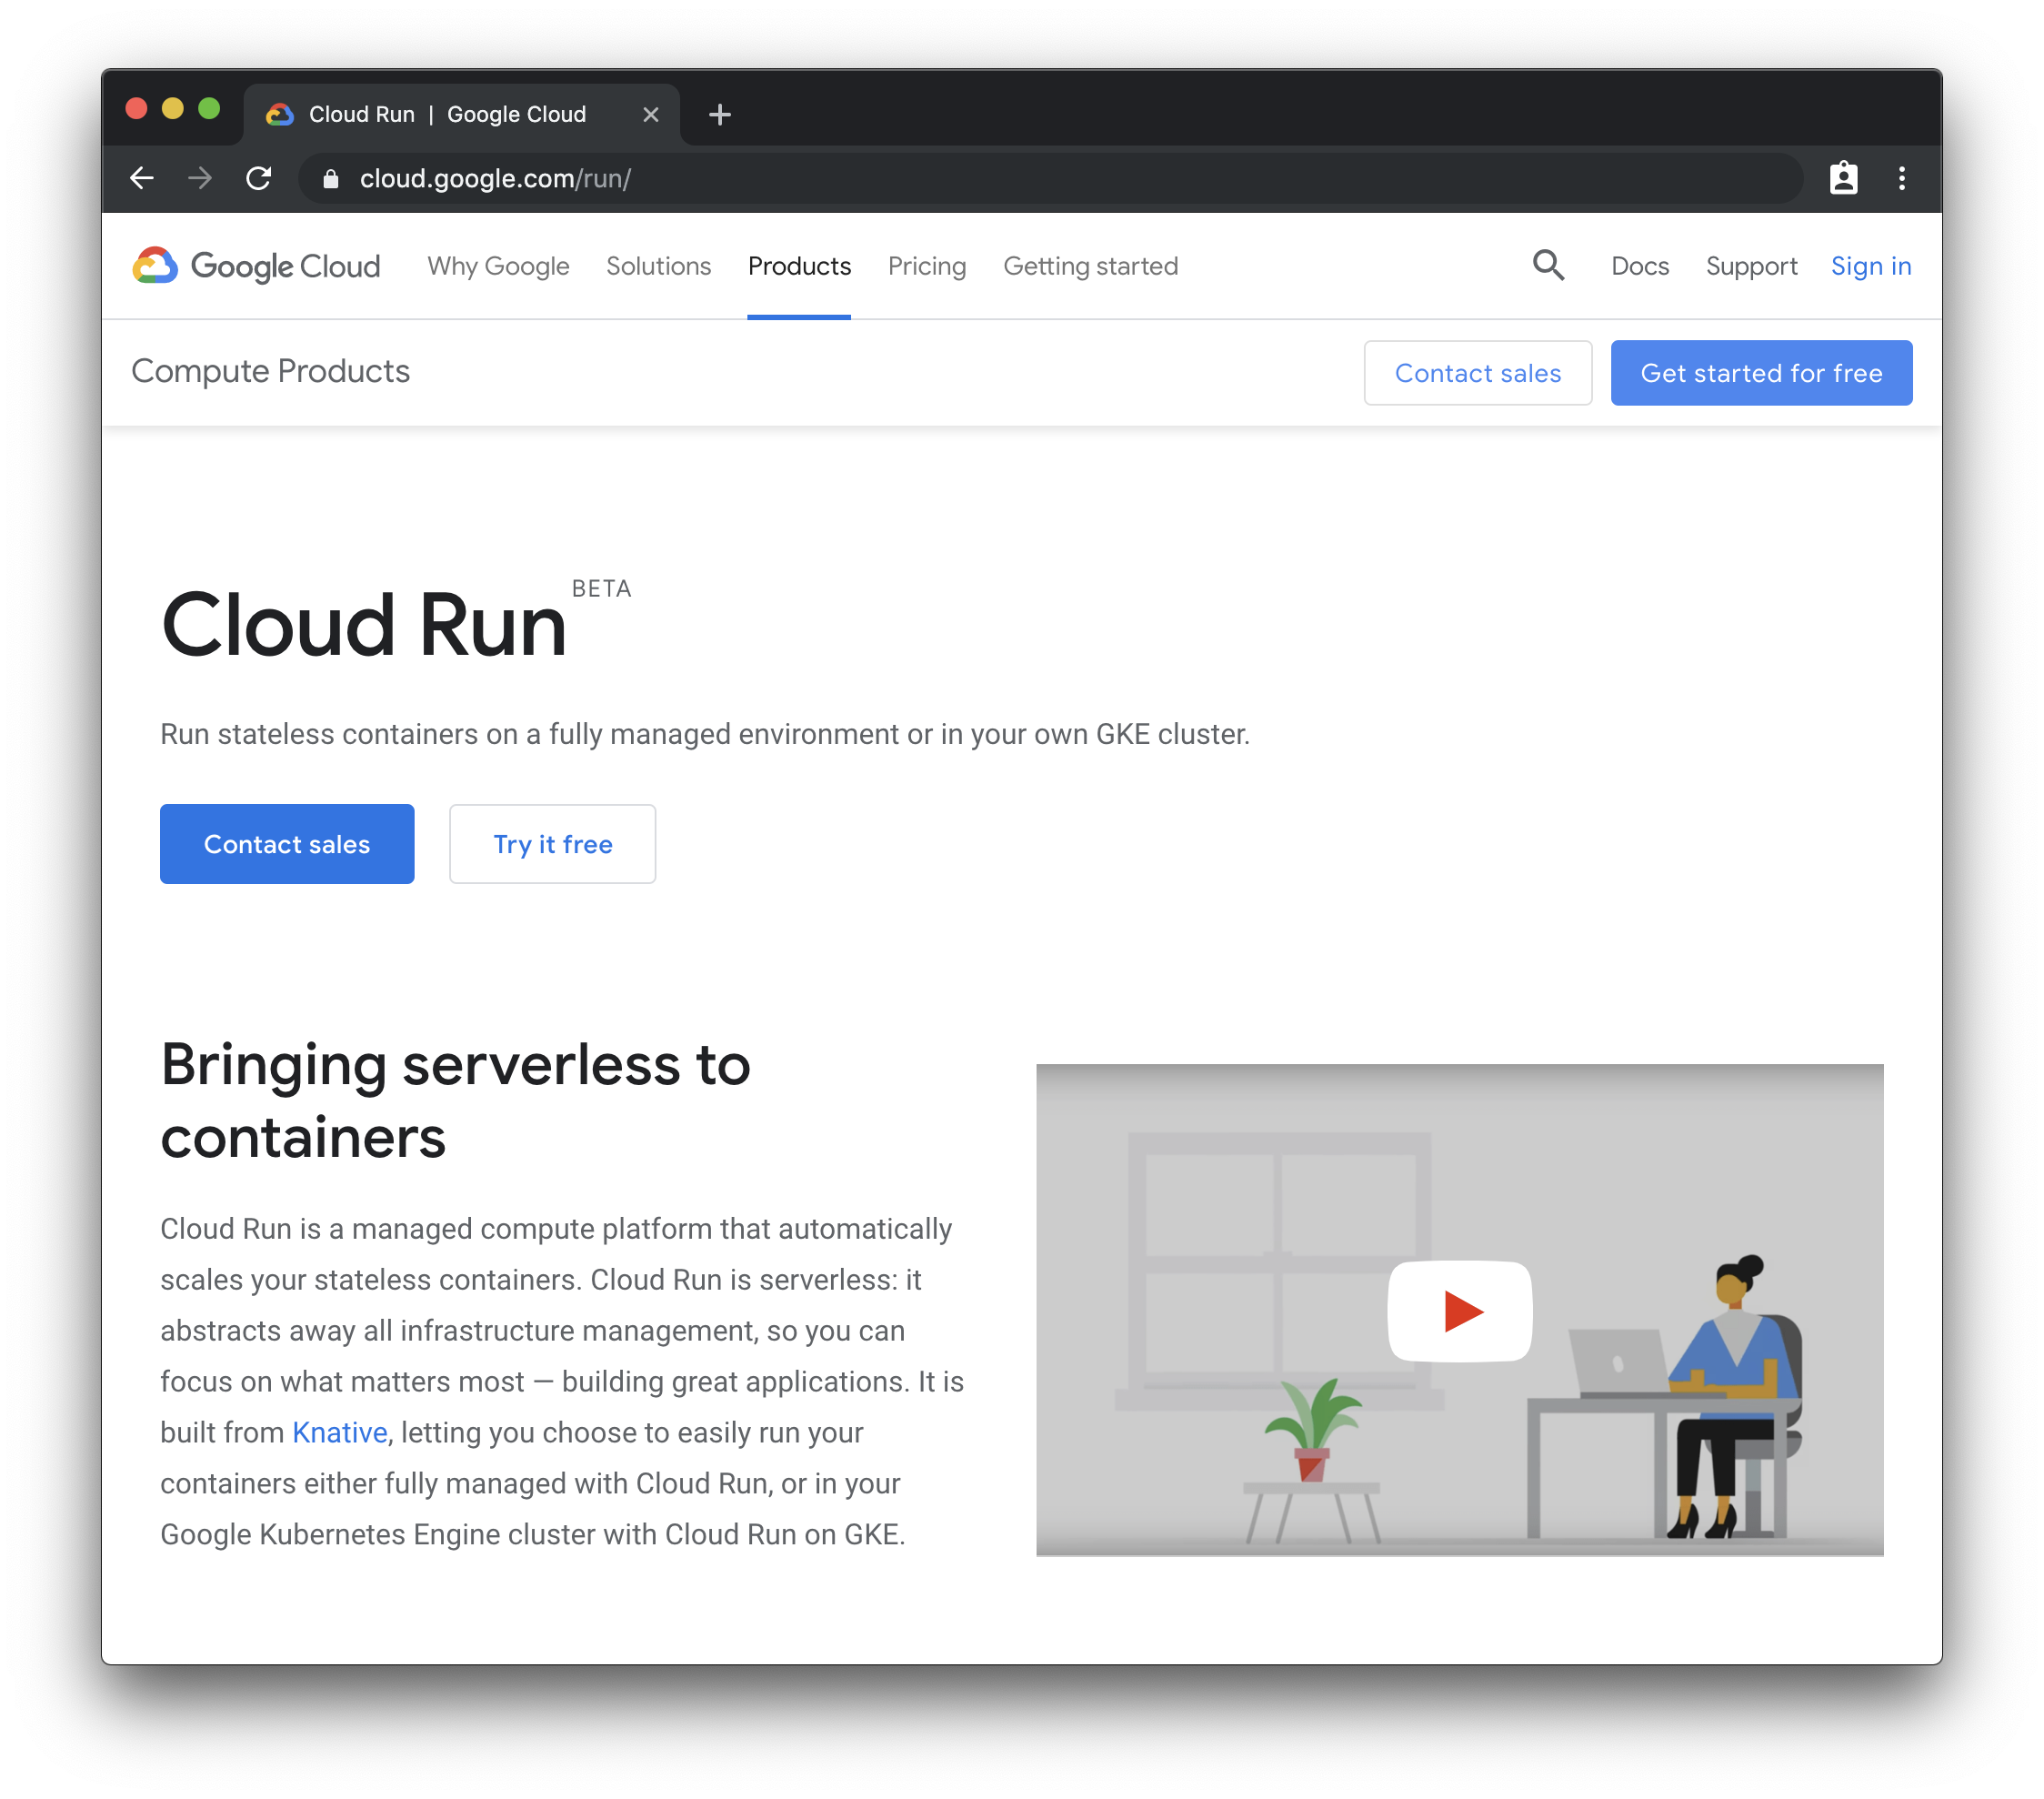 Cloud Run | Google Cloud
cloud.google.com/run/
Google Cloud Why Google Solutions Products Pricing Getting started Docs Support Sign in
Compute Products Contact sales Get started for free
Cloud Run BETA
Run stateless containers on a fully managed environment or in your own GKE cluster.
Contact sales Try it free
Bringing serverless to
containers
Cloud Run is a managed compute platform that automatically
scales your stateless containers. Cloud Run is serverless: it
abstracts away all infrastructure management, so you can
focus on what matters most — building great applications. It is
built from Knative, letting you choose to easily run your
containers either fully managed with Cloud Run, or in your
Google Kubernetes Engine cluster with Cloud Run on GKE.